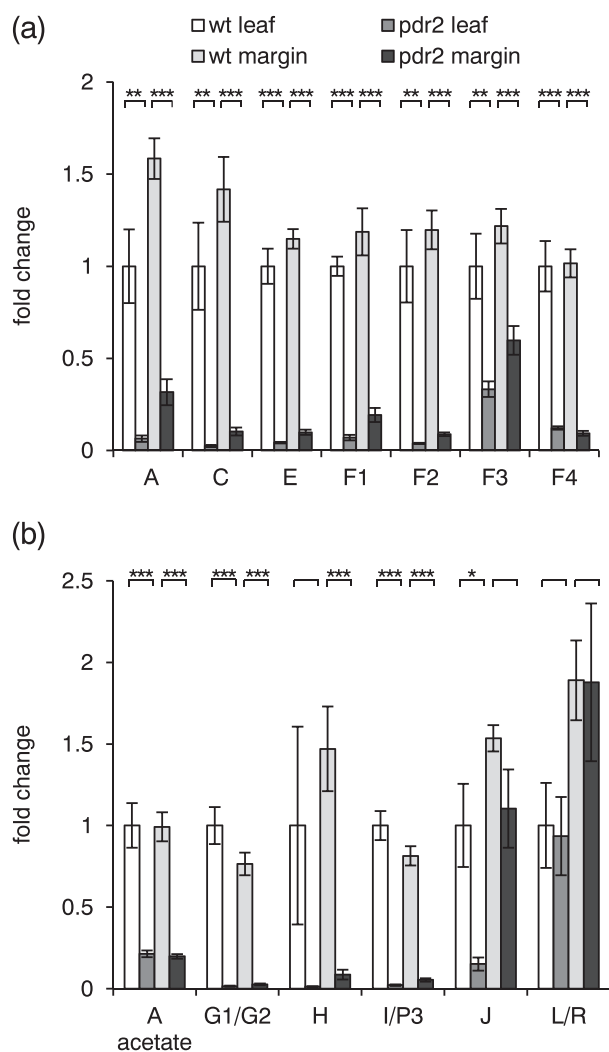 (a)
wt leaf pdr2 leaf
wt margin pdr2 margin
2
** *** ** *** *** *** *** *** ** *** ** *** *** ***
1.5
1
0.5
0
fold change
A C E F1 F2 F3 F4
(b)
2.5
*** *** *** *** *** *** *** *
2
1.5
1
0.5
0
fold change
A G1/G2 H I/P3 J L/R
acetate